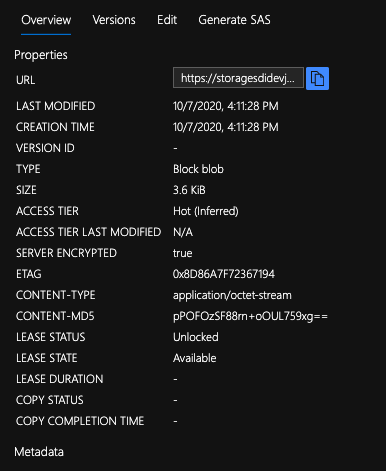 Overview Versions Edit Generate SAS
Properties
URL https://storagesdidevj...
LAST MODIFIED 10/7/2020, 4:11:28 PM
CREATION TIME 10/7/2020, 4:11:28 PM
VERSION ID -
TYPE Block blob
SIZE 3.6 KiB
ACCESS TIER Hot (Inferred)
ACCESS TIER LAST MODIFIED N/A
SERVER ENCRYPTED true
ETAG 0x8D86A7F72367194
CONTENT-TYPE application/octet-stream
CONTENT-MD5 pPOFOzSF88rn+oOUL759xg==
LEASE STATUS Unlocked
LEASE STATE Available
LEASE DURATION -
COPY STATUS -
COPY COMPLETION TIME -
Metadata